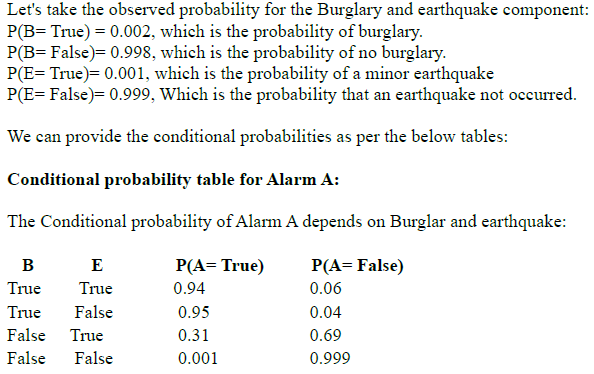 Let's take the observed probability for the Burglary and earthquake component:
P(B= True) = 0.002, which is the probability of burglary.
P(B= False)= 0.998, which is the probability of no burglary.
P(E= True)= 0.001, which is the probability of a minor earthquake
P(E= False)= 0.999, Which is the probability that an earthquake not occurred.
We can provide the conditional probabilities as per the below tables:
Conditional probability table for Alarm A:
The Conditional probability of Alarm A depends on Burglar and earthquake:
B E P(A= True) P(A= False)
True True 0.94 0.06
True False 0.95 0.04
False True 0.31 0.69
False False 0.001 0.999